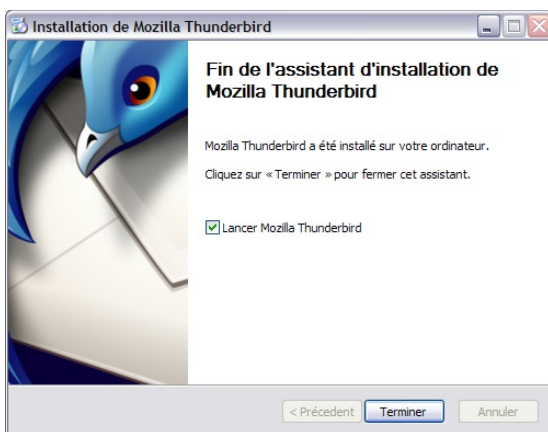 Installation de Mozilla Thunderbird
Fin de l'assistant d'installation de
Mozilla Thunderbird
Mozilla Thunderbird a été installé sur votre ordinateur.
Cliquez sur « Terminer » pour fermer cet assistant.
Lancer Mozilla Thunderbird
< Précedent
Terminer
Annuler